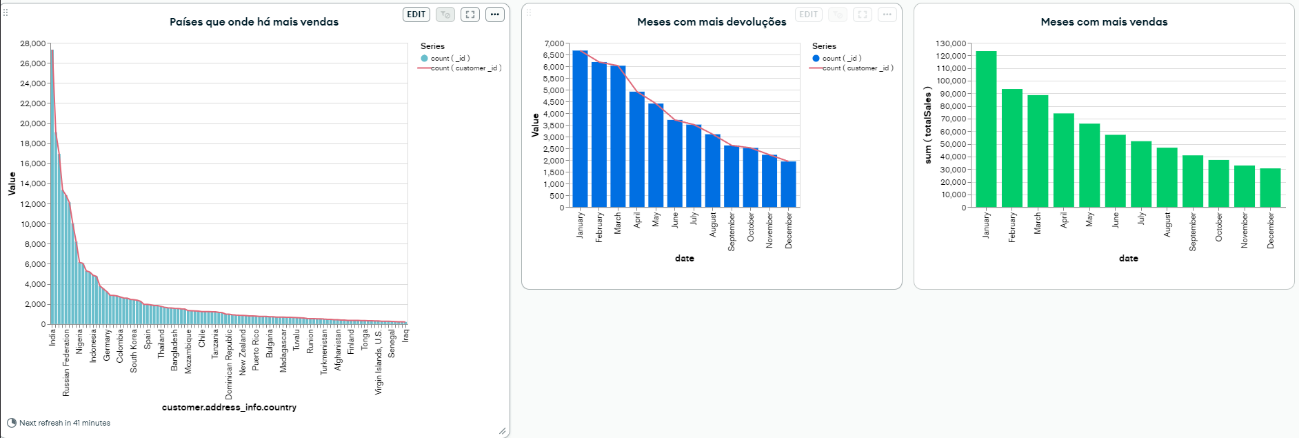 Países que onde há mais vendas
EDIT
Series
count ( _id )
count ( customer_id )
28,000
26,000
24,000
22,000
20,000
18,000
16,000
14,000
12,000
10,000
8,000
6,000
4,000
2,000
0
Value
India
Russian Federation
Nigeria
Indonesia
Germany
Colombia
South Korea
Spain
Thailand
Bangladesh
Mozambique
Chile
Tanzania
Dominican Republic
New Zealand
Puerto Rico
Bulgaria
Madagascar
Tuvalu
Runion
Turkmenistan
Afghanistan
Finland
Tonga
Virgin Islands, U.S.
Senegal
Iraq
customer.address_info.country
Next refresh in 41 minutes
Meses com mais devoluções
EDIT
Series
count ( _id )
count ( customer_id )
7,000
6,500
6,000
5,500
5,000
4,500
4,000
3,500
3,000
2,500
2,000
1,500
1,000
500
0
Value
January
February
March
April
May
June
July
August
September
October
November
December
date
Meses com mais vendas
130,000
120,000
110,000
100,000
90,000
80,000
70,000
60,000
50,000
40,000
30,000
20,000
10,000
0
sum ( totalSales )
January
February
March
April
May
June
July
August
September
October
November
December
date